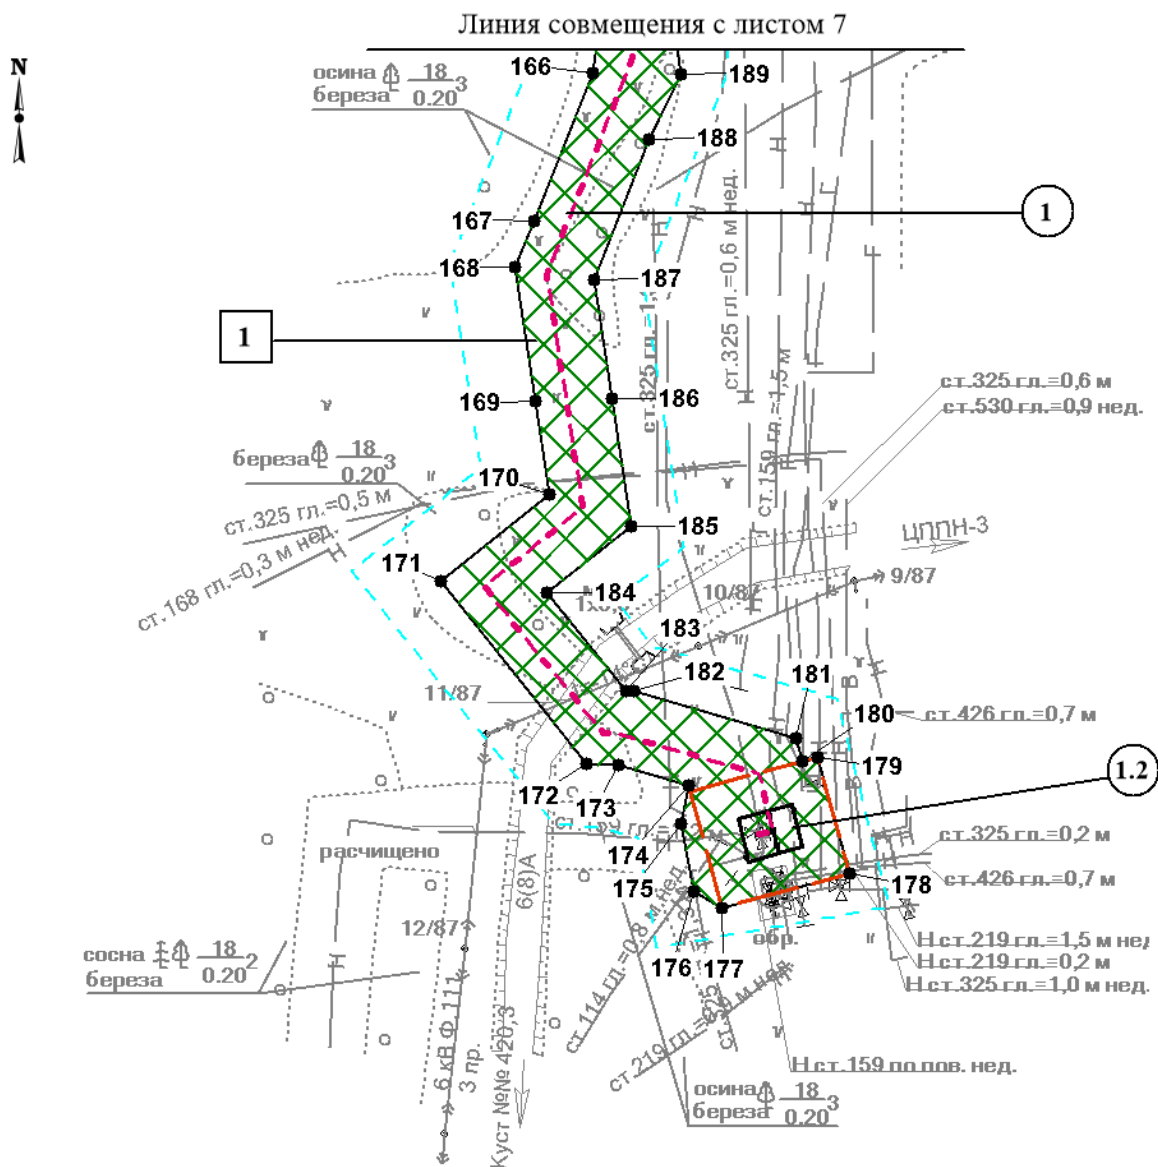 Линия совмещения с листом 7
N
осина 18 3
береза 0.20
166
189
188
167
1
168
187
1
ст.325 гл.=0,6 м нед.
ст.159 гл.=1,5 м
ст.325 гл.=0,6 м
ст.530 гл.=0,9 нед.
169
186
береза 18 3
0.20
170
ст.325 гл.=0,5 м
ст.168 гл.=0,3 м нед.
Н
185
ЦППН-3
171
184
10/87
9/87
183
11/87
182
181
180
ст.426 гл.=0,7 м
179
1.2
172
173
174
ст.325 гл.=0,2 м
расчищено
175
178
ст.426 гл.=0,7 м
6(8)А
12/87
сосна 18 2
береза 0.20
176
177
обр.
Н.ст.219 гл.=1,5 м нед
Н.ст.219 гл.=0,2 м
Н.ст.325 гл.=1,0 м нед.
ст.114 гл.=0,8 м нед.
6 кВ Ф.111
3 пр.
Куст №№ 420,3
Н.ст.159 по пов. нед.
осина 18 3
береза 0.20